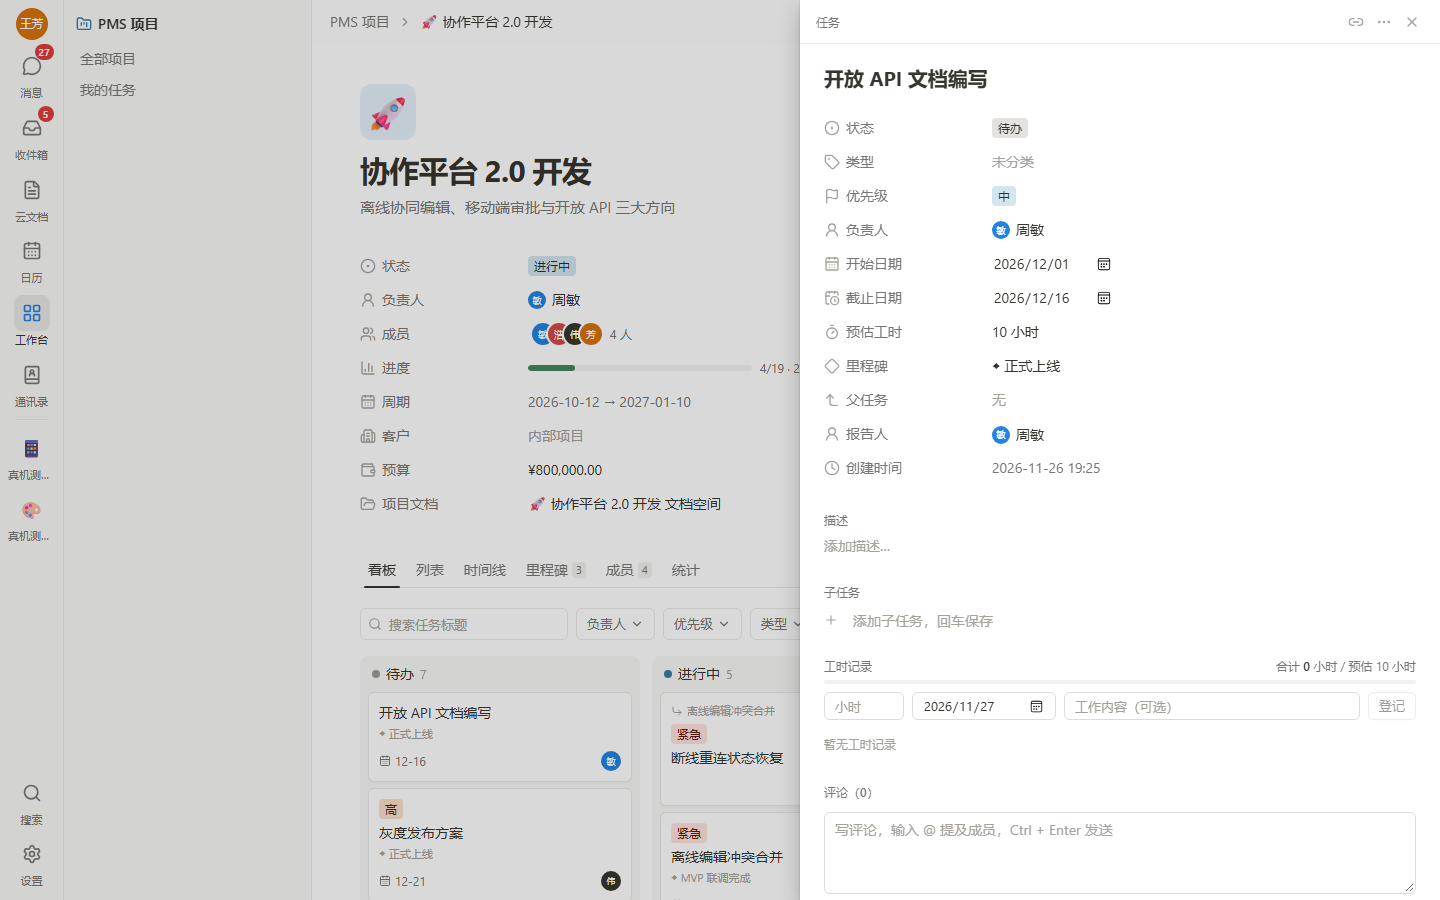 王芳
27
消息
5
收件箱
云文档
日历
工作台
通讯录
真机测...
真机测...
搜索
设置
PMS 项目
全部项目
我的任务
PMS 项目
协作平台 2.0 开发
协作平台 2.0 开发
离线协同编辑、移动端审批与开放 API 三大方向
状态
进行中
负责人
敏 周敏
成员
敏 浩 伟 芳 4 人
进度
4/19 · 2
周期
2026-10-12 → 2027-01-10
客户
内部项目
预算
¥800,000.00
项目文档
协作平台 2.0 开发 文档空间
看板 列表 时间线 里程碑 3 成员 4 统计
搜索任务标题
负责人
优先级
类型
待办 7
开放 API 文档编写
正式上线
12-16
敏
高
灰度发布方案
正式上线
12-21
伟
进行中 5
离线编辑冲突合并
紧急
断线重连状态恢复
紧急
离线编辑冲突合并
MVP 联调完成
任务
开放 API 文档编写
状态
待办
类型
未分类
优先级
中
负责人
敏 周敏
开始日期
2026/12/01
截止日期
2026/12/16
预估工时
10 小时
里程碑
正式上线
父任务
无
报告人
敏 周敏
创建时间
2026-11-26 19:25
描述
添加描述...
子任务
添加子任务，回车保存
工时记录
合计 0 小时 / 预估 10 小时
小时
2026/11/27
工作内容（可选）
登记
暂无工时记录
评论（0）
写评论，输入 @ 提及成员，Ctrl + Enter 发送